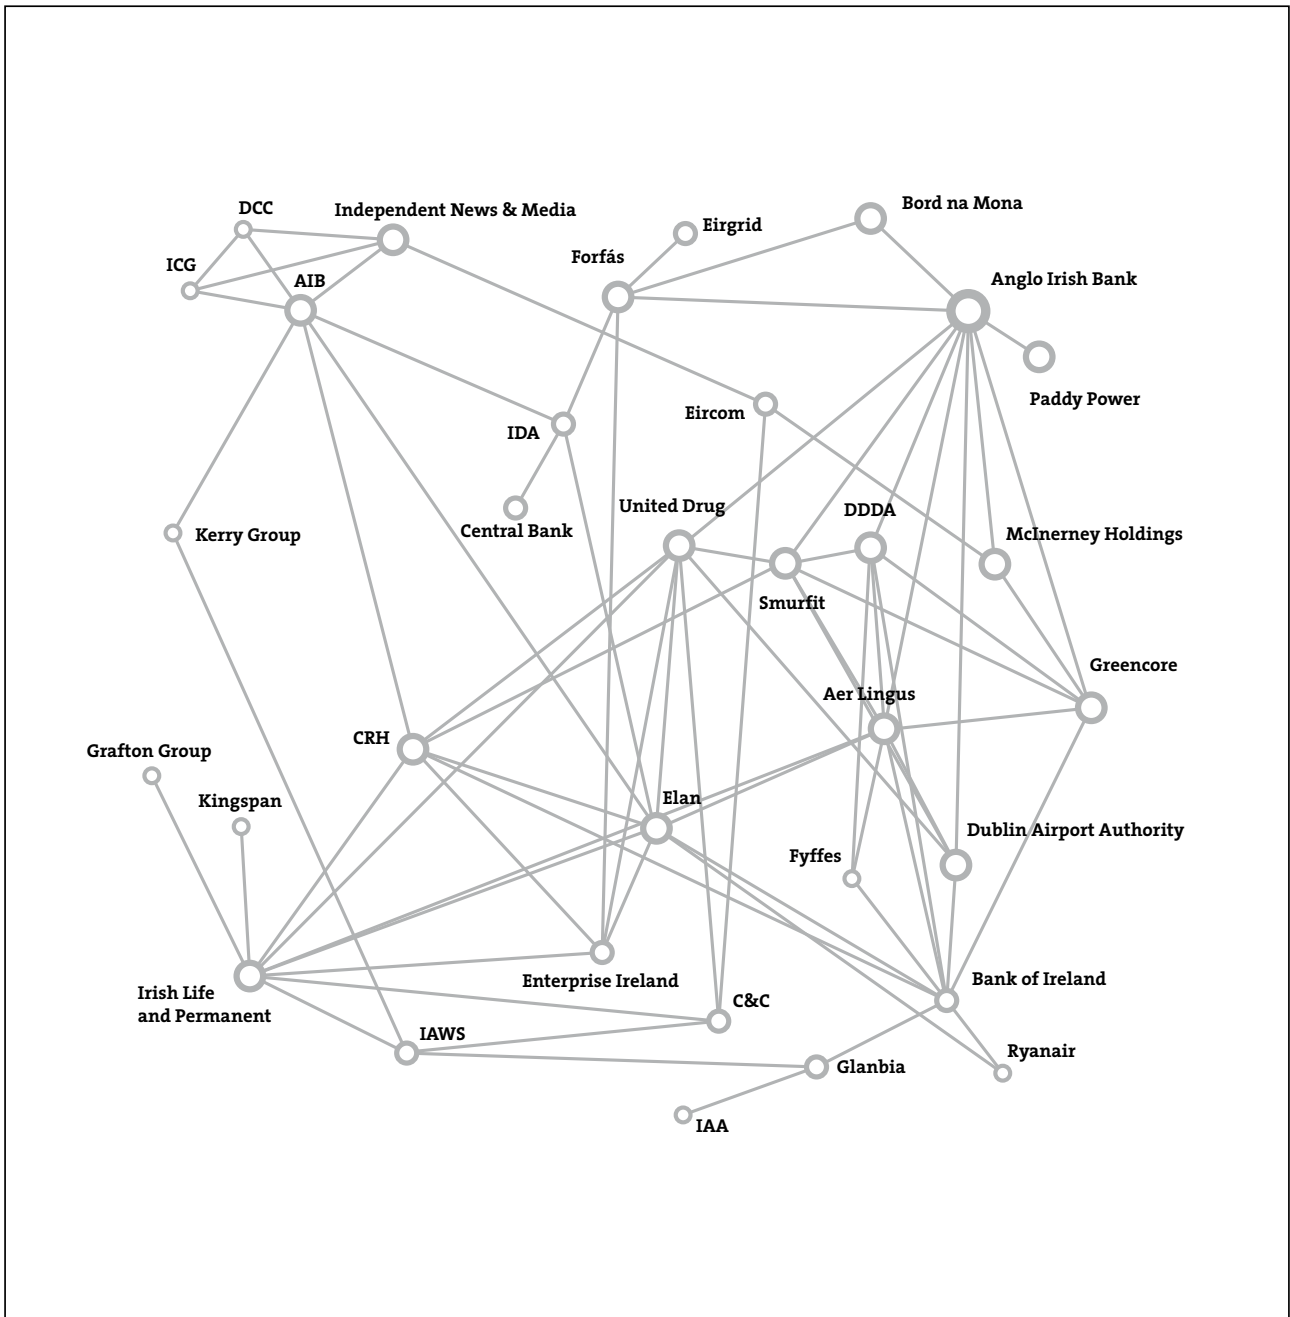 Bord na Mona
DCC
Independent News & Media
Eirgrid
Forfás
ICG
AIB
Anglo Irish Bank
Paddy Power
Eircom
IDA
United Drug
DDDA
Central Bank
Kerry Group
McInerney Holdings
Smurfit
Greencore
Aer Lingus
CRH
Grafton Group
Kingspan
Elan
Dublin Airport Authority
Fyffes
Enterprise Ireland
Bank of Ireland
Irish Life
and Permanent
C&C
IAWS
Ryanair
Glanbia
IAA